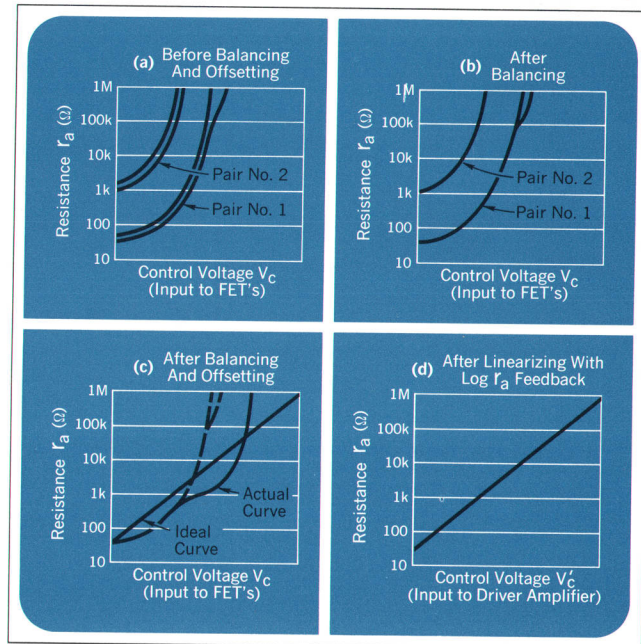 (a) Before Balancing
And Offsetting
Resistance ra (Ω)
1M
100k
10k
1k
100
10
Pair No. 2
Pair No. 1
Control Voltage VC
(Input to FET's)
(b) After
Balancing
Resistance ra (Ω)
1M
100k
10k
1k
100
10
Pair No. 2
Pair No. 1
Control Voltage VC
(Input to FET's)
(c) After Balancing
And Offsetting
Resistance ra (Ω)
1M
100k
10k
1k
100
10
Actual
Curve
Ideal
Curve
Control Voltage VC
(Input to FET's)
(d) After Linearizing With
Log ra Feedback
Resistance ra (Ω)
1M
100k
10k
1k
100
10
Control Voltage V'C
(Input to Driver Amplifier)